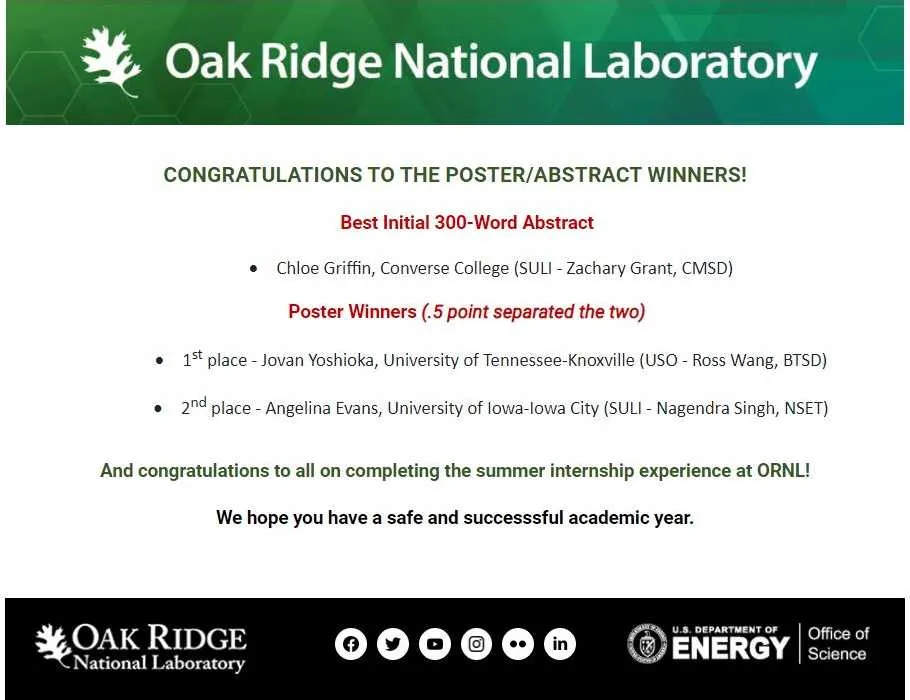 Oak Ridge National Laboratory
CONGRATULATIONS TO THE POSTER/ABSTRACT WINNERS!
Best Initial 300-Word Abstract
• Chloe Griffin, Converse College (SULI - Zachary Grant, CMSD)
Poster Winners (.5 point separated the two)
• 1st place - Jovan Yoshioka, University of Tennessee-Knoxville (USO - Ross Wang, BTSD)
• 2nd place - Angelina Evans, University of Iowa-Iowa City (SULI - Nagendra Singh, NSET)
And congratulations to all on completing the summer internship experience at ORNL!
We hope you have a safe and successsful academic year.
OAK RIDGE
National Laboratory
U.S. DEPARTMENT OF
ENERGY
Office of
Science